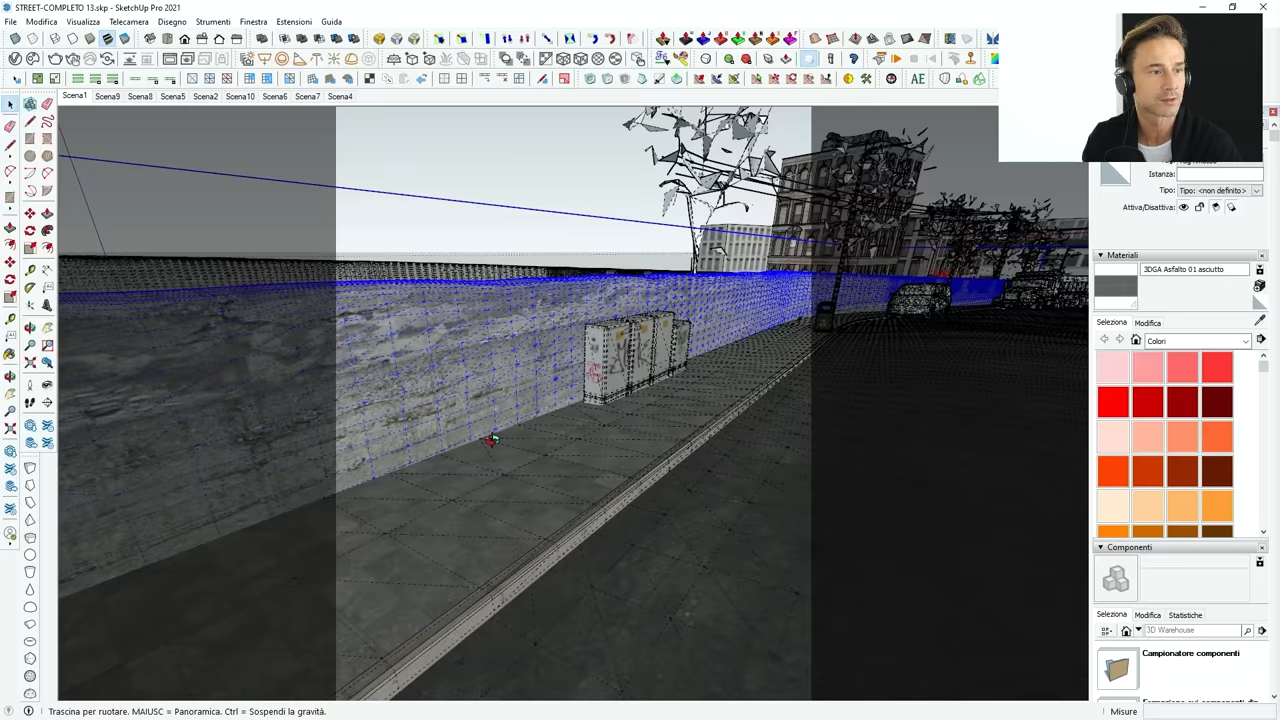 STREET-COMPLETO 13.skp - SketchUp Pro 2021
File Modifica Visualizza Telecamera Disegno Strumenti Finestra Estensioni Guida
AE
Scena1 Scena9 Scena8 Scena5 Scena2 Scena10 Scena6 Scena7 Scena4
Istanza:
Tipo: Tipo: <non definito>
Attiva/Disattiva:
Materiali
3DGA Asfalto 01 asciutto
Seleziona Modifica
Colori
Componenti
Seleziona Modifica Statistiche
3D Warehouse
Campionatore componenti
Trascina per ruotare. MAIUSC = Panoramica. Ctrl = Sospendi la gravità.
Misure